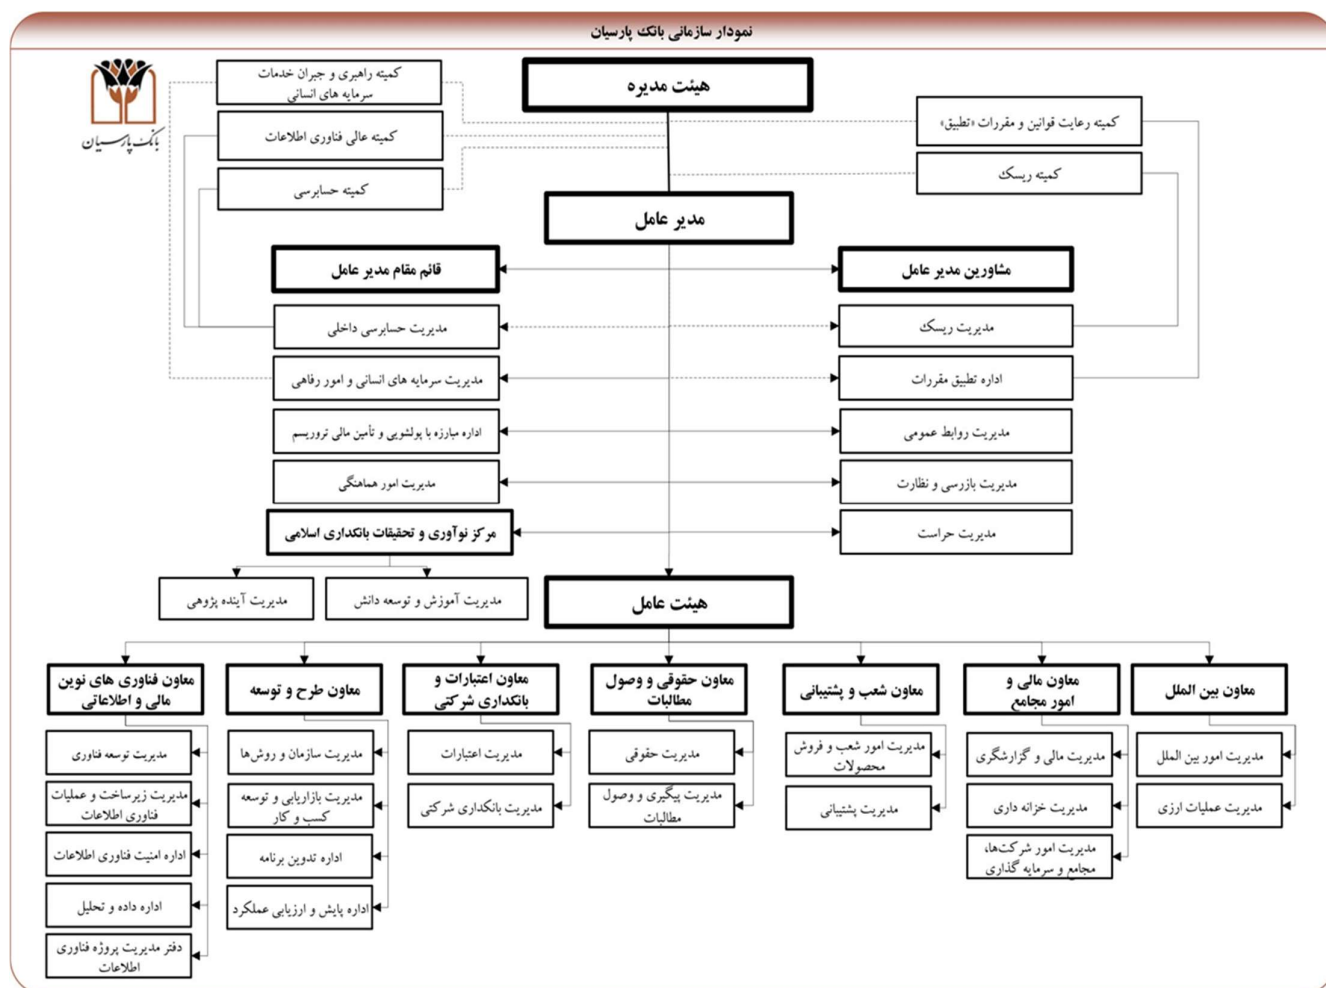 نمودار سازمانی بانک پارسیان
بانک پارسیان
هیئت مدیره
کمیته راهبری و جبران خدمات
سرمایه های انسانی
کمیته عالی فناوری اطلاعات
کمیته حسابرسی
کمیته رعایت قوانین و مقررات «تطبیق»
کمیته ریسک
مدیر عامل
مشاورین مدیر عامل
قائم مقام مدیر عامل
مدیریت ریسک
مدیریت حسابرسی داخلی
اداره تطبیق مقررات
مدیریت سرمایه های انسانی و امور رفاهی
مدیریت روابط عمومی
اداره مبارزه با پولشویی و تأمین مالی تروریسم
مدیریت بازرسی و نظارت
مدیریت امور هماهنگی
مدیریت حراست
مرکز نوآوری و تحقیقات بانکداری اسلامی
مدیریت آموزش و توسعه دانش
مدیریت آینده پژوهی
هیئت عامل
معاون بین الملل
مدیریت امور بین الملل
مدیریت عملیات ارزی
معاون مالی و
امور مجامع
مدیریت مالی و گزارشگری
مدیریت خزانه داری
مدیریت امور شرکت‌ها،
مجامع و سرمایه گذاری
معاون شعب و پشتیبانی
مدیریت امور شعب و فروش
محصولات
مدیریت پشتیبانی
معاون حقوقی و وصول
مطالبات
مدیریت حقوقی
مدیریت پیگیری و وصول
مطالبات
معاون اعتبارات و
بانکداری شرکتی
مدیریت اعتبارات
مدیریت بانکداری شرکتی
معاون طرح و توسعه
مدیریت سازمان و روش‌ها
مدیریت بازاریابی و توسعه
کسب و کار
اداره تدوین برنامه
اداره پایش و ارزیابی عملکرد
معاون فناوری های نوین
مالی و اطلاعاتی
مدیریت توسعه فناوری
مدیریت زیرساخت و عملیات
فناوری اطلاعات
اداره امنیت فناوری اطلاعات
اداره داده و تحلیل
دفتر مدیریت پروژه فناوری
اطلاعات